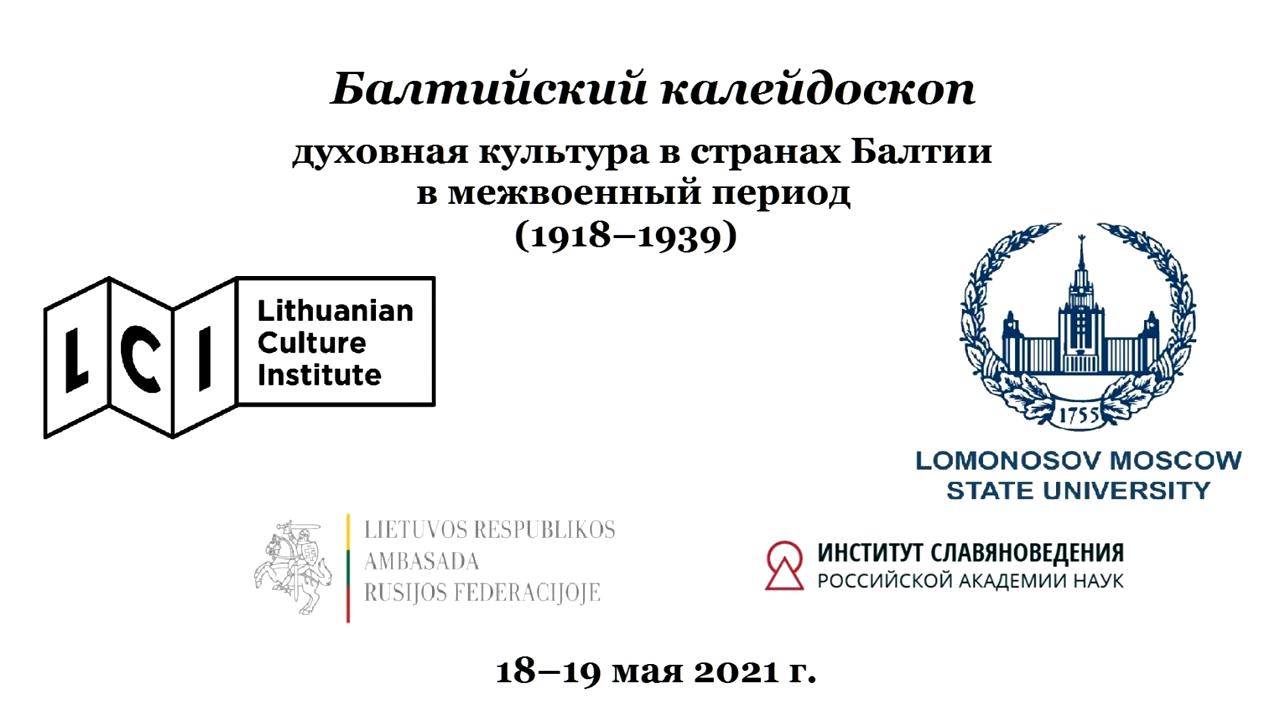 Балтийский калейдоскоп
духовная культура в странах Балтии
в межвоенный период
(1918–1939)
LCI
Lithuanian
Culture
Institute
1755
LOMONOSOV MOSCOW
STATE UNIVERSITY
LIETUVOS RESPUBLIKOS
AMBASADA
RUSIJOS FEDERACIJOJE
ИНСТИТУТ СЛАВЯНОВЕДЕНИЯ
РОССИЙСКОЙ АКАДЕМИИ НАУК
18–19 мая 2021 г.